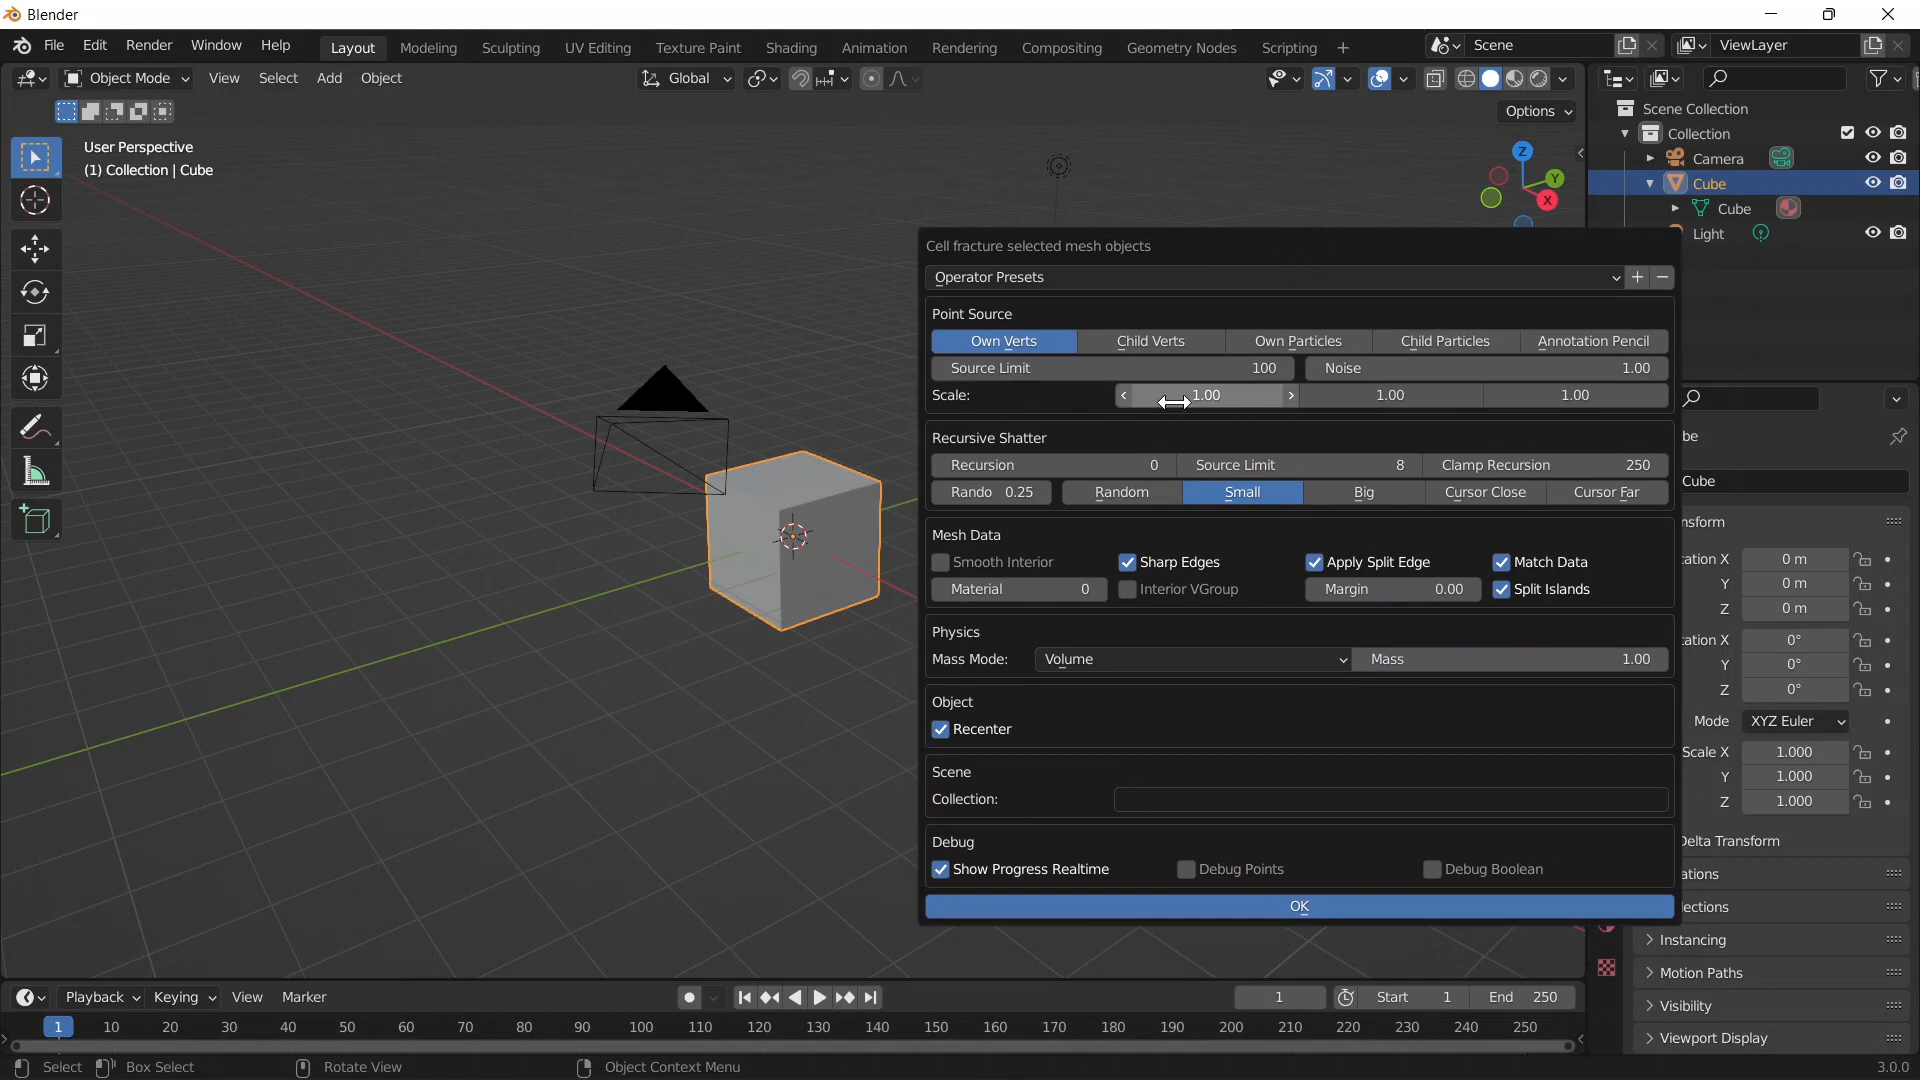 Blender
File Edit Render Window Help Layout Modeling Sculpting UV Editing Texture Paint Shading Animation Rendering Compositing Geometry Nodes Scripting + Scene ViewLayer
Object Mode View Select Add Object Global
Options
User Perspective
(1) Collection | Cube
Z
Y
X
Scene Collection
Collection
Camera
Cube
Cube
Light
Cell fracture selected mesh objects
Operator Presets + −
Point Source
Own Verts Child Verts Own Particles Child Particles Annotation Pencil
Source Limit 100 Noise 1.00
Scale: 1.00 1.00 1.00
Recursive Shatter
Recursion 0 Source Limit 8 Clamp Recursion 250
Rando 0.25 Random Small Big Cursor Close Cursor Far
Mesh Data
Smooth Interior Sharp Edges Apply Split Edge Match Data
Material 0 Interior VGroup Margin 0.00 Split Islands
Physics
Mass Mode: Volume Mass 1.00
Object
Recenter
Scene
Collection:
Debug
Show Progress Realtime Debug Points Debug Boolean
OK
be
Cube
nsform
ation X 0 m
Y 0 m
Z 0 m
ation X 0°
Y 0°
Z 0°
Mode XYZ Euler
Scale X 1.000
Y 1.000
Z 1.000
Delta Transform
ations
lections
Instancing
Motion Paths
Visibility
Viewport Display
Playback Keying View Marker 1 Start 1 End 250
1 10 20 30 40 50 60 70 80 90 100 110 120 130 140 150 160 170 180 190 200 210 220 230 240 250
Select Box Select Rotate View Object Context Menu 3.0.0